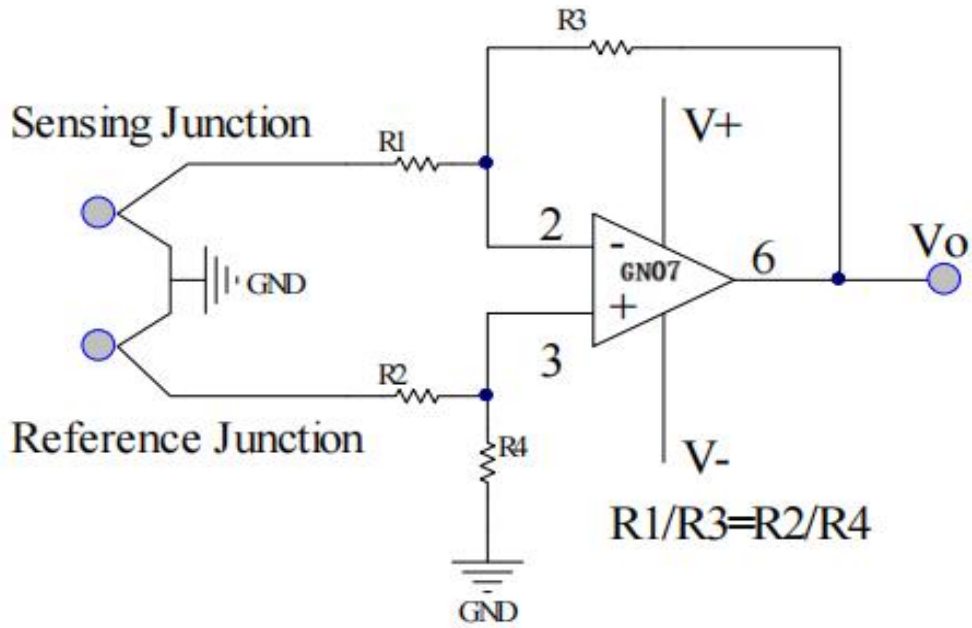 R3
Sensing Junction
R1
V+
2
-
GN07
6
Vo
GND
+
3
R2
Reference Junction
R4
V-
R1/R3=R2/R4
GND